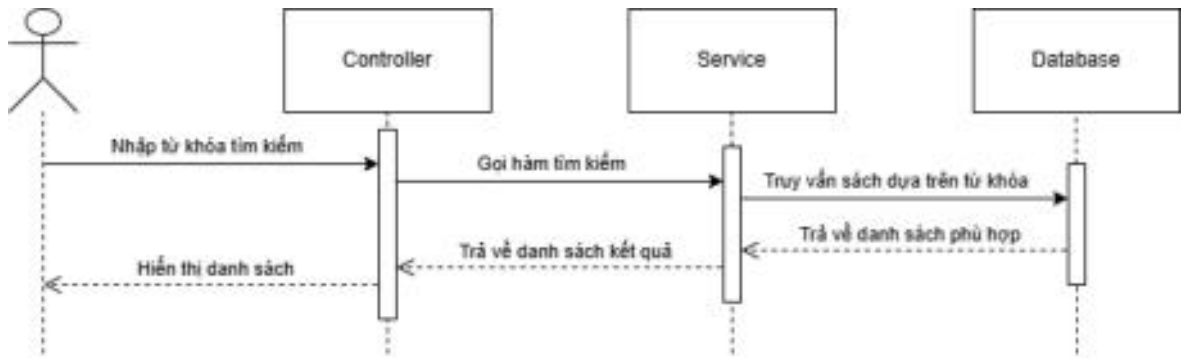 Controller
Service
Database
Nhập từ khóa tìm kiếm
Gọi hàm tìm kiếm
Truy vấn sách dựa trên từ khóa
Trả về danh sách phù hợp
Trả về danh sách kết quả
Hiển thị danh sách